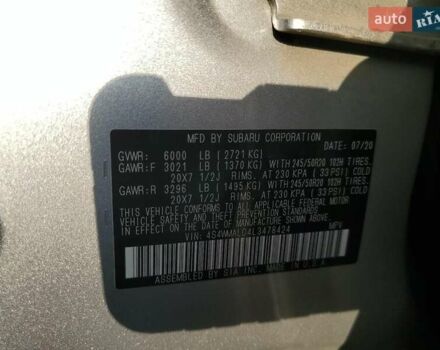 auto RIA
MFD BY SUBARU CORPORATION 07/20
GVWR: 6000 LB (2721 KG)
GAWR:F 3021 LB (1370 KG) WITH 245/50R20 102H TIRES,
20X7 1/2J RIMS, AT 230 KPA (33 PSI) COLD
GAWR:R 3296 LB (1495 KG) WITH 245/50R20 102H TIRES,
20X7 1/2J RIMS, AT 230 KPA (33 PSI) COLD
THIS VEHICLE CONFORMS TO ALL APPLICABLE FEDERAL MOTOR
VEHICLE SAFETY AND THEFT PREVENTION STANDARDS
IN EFFECT ON THE DATE OF MANUFACTURE SHOWN ABOVE.
VIN: 4S4WMALC4L3478424 MPV
ASSEMBLED BY SIA INC. MADE IN U.S.A.